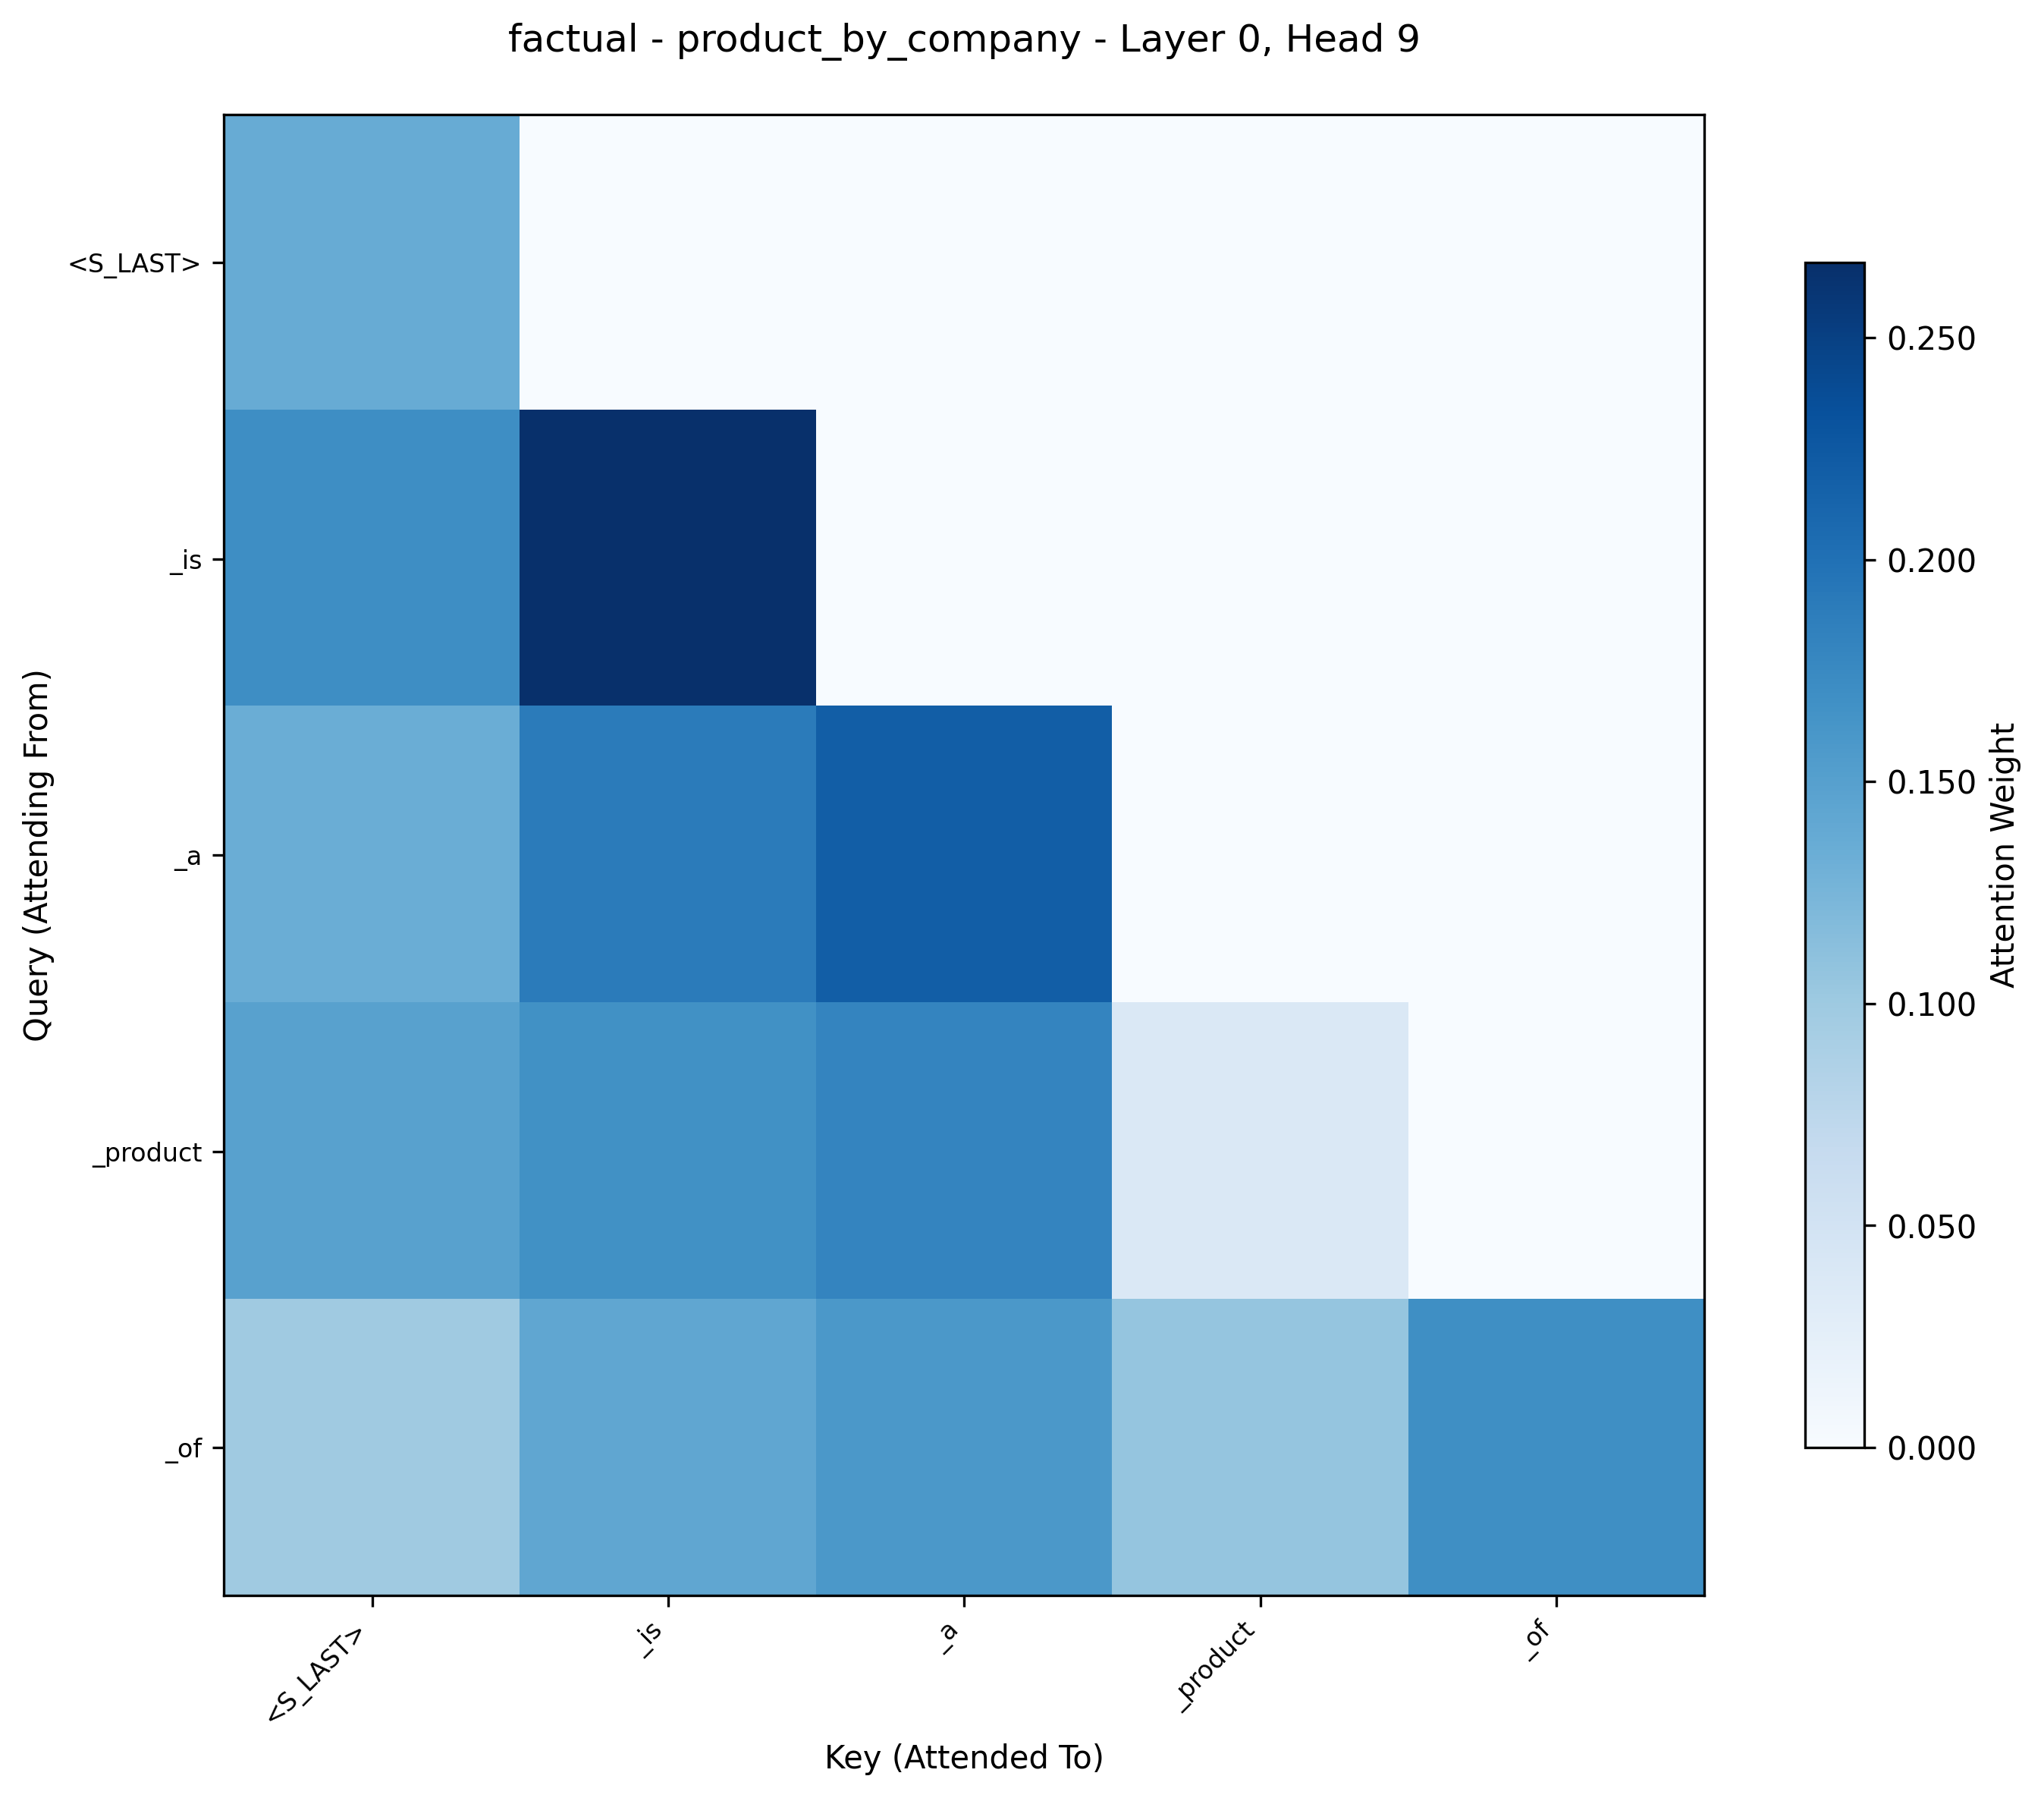 factual - product_by_company - Layer 0, Head 9
Query (Attending From)
<S_LAST>
_is
_a
_product
_of
<S_LAST>
_is
_a
_product
_of
Key (Attended To)
0.250
0.200
0.150
0.100
0.050
0.000
Attention Weight